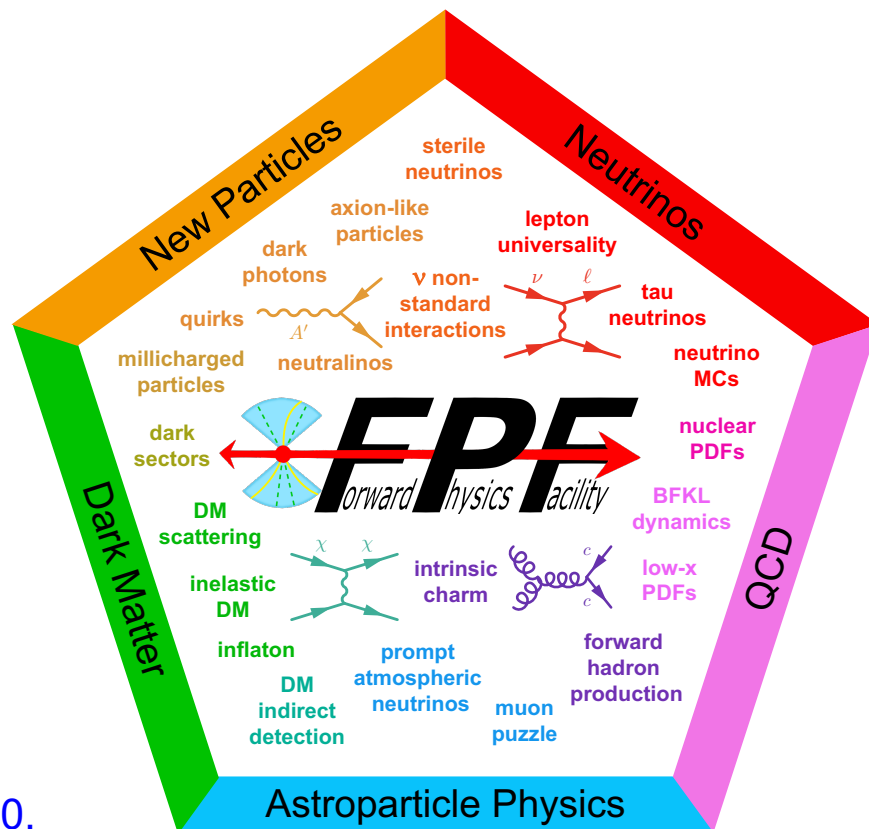 New Particles
Neutrinos
sterile
neutrinos
axion-like
particles
lepton
universality
dark
photons
ν non-
standard
interactions
ν
ℓ
tau
neutrinos
quirks
A′
neutralinos
millicharged
particles
neutrino
MCs
dark
sectors
Forward Physics Facility
nuclear
PDFs
BFKL
dynamics
DM
scattering
χ
χ
intrinsic
charm
c
c
low-x
PDFs
inelastic
DM
inflaton
prompt
atmospheric
neutrinos
forward
hadron
production
DM
indirect
detection
muon
puzzle
Dark Matter
QCD
Astroparticle Physics
0.